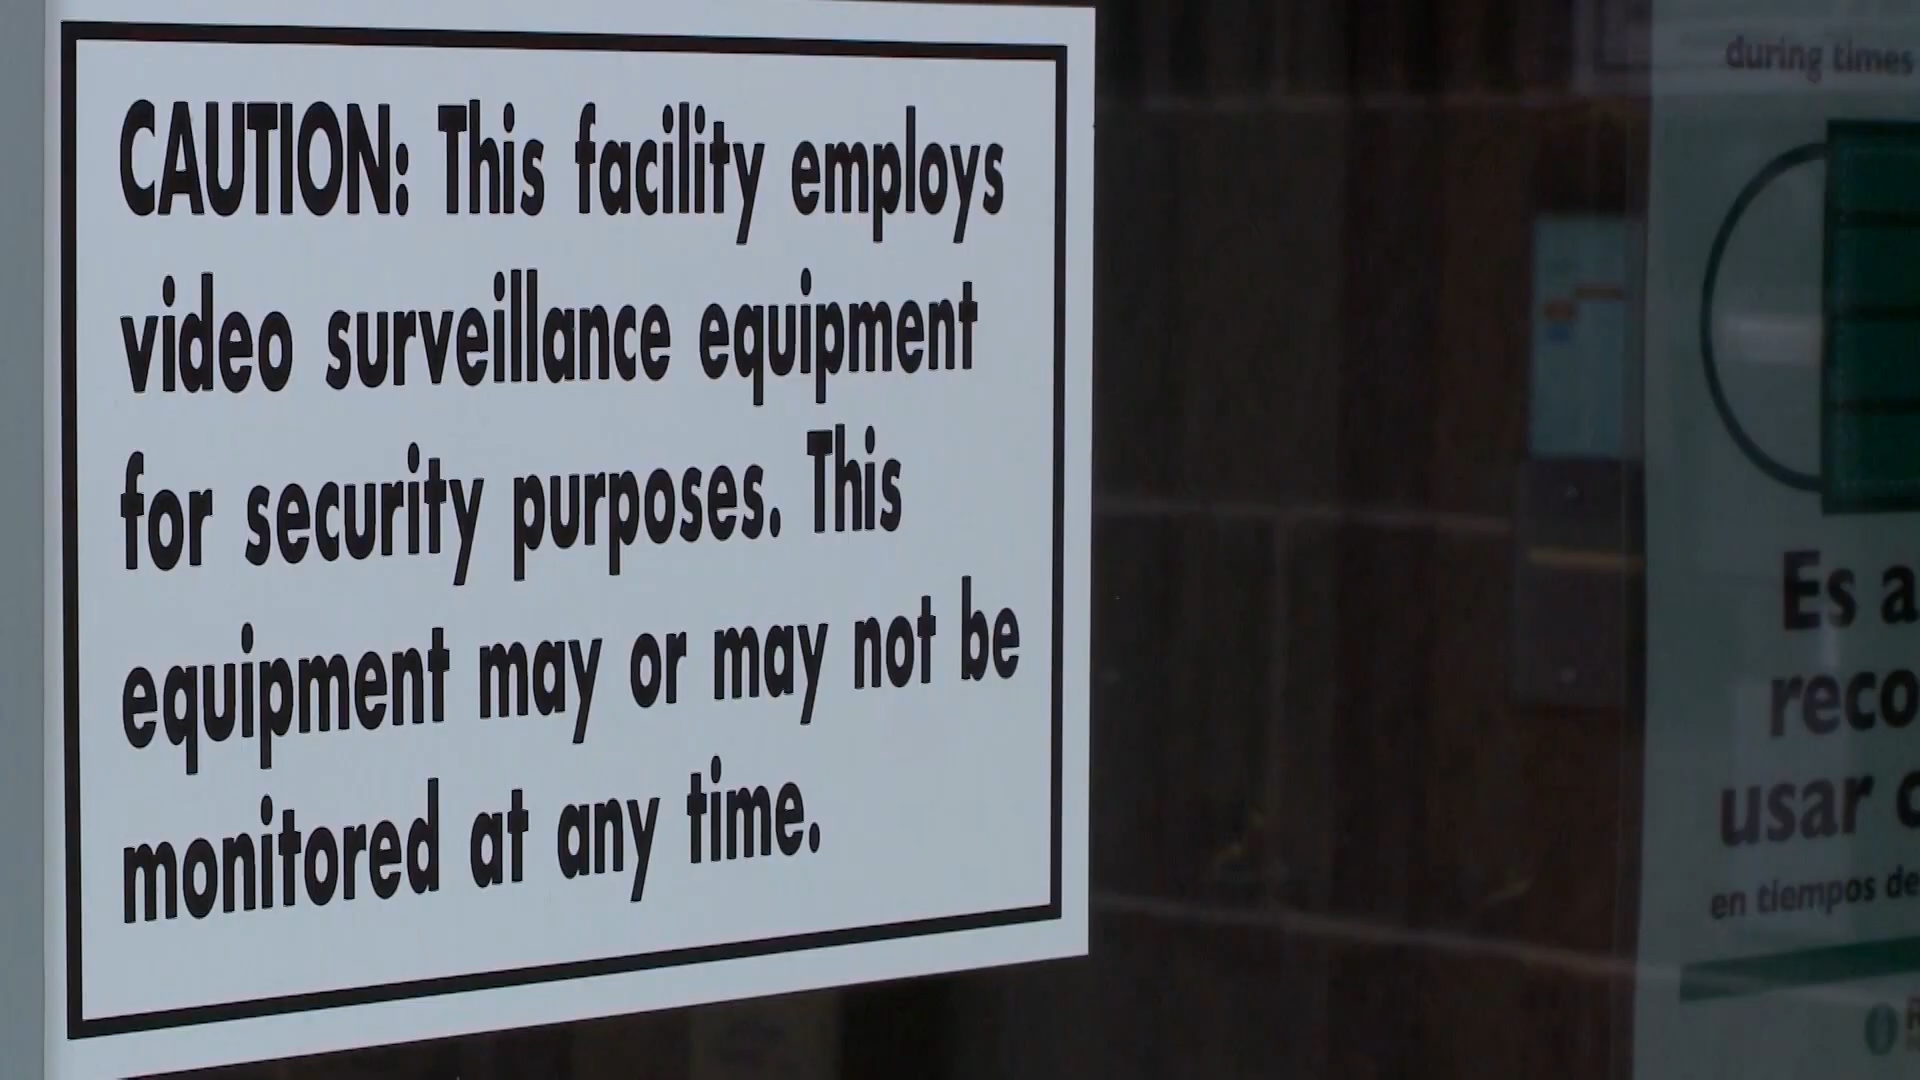 CAUTION: This facility employs
video surveillance equipment
for security purposes. This
equipment may or may not be
monitored at any time.
during times
Es a
reco
usar c
en tiempos de